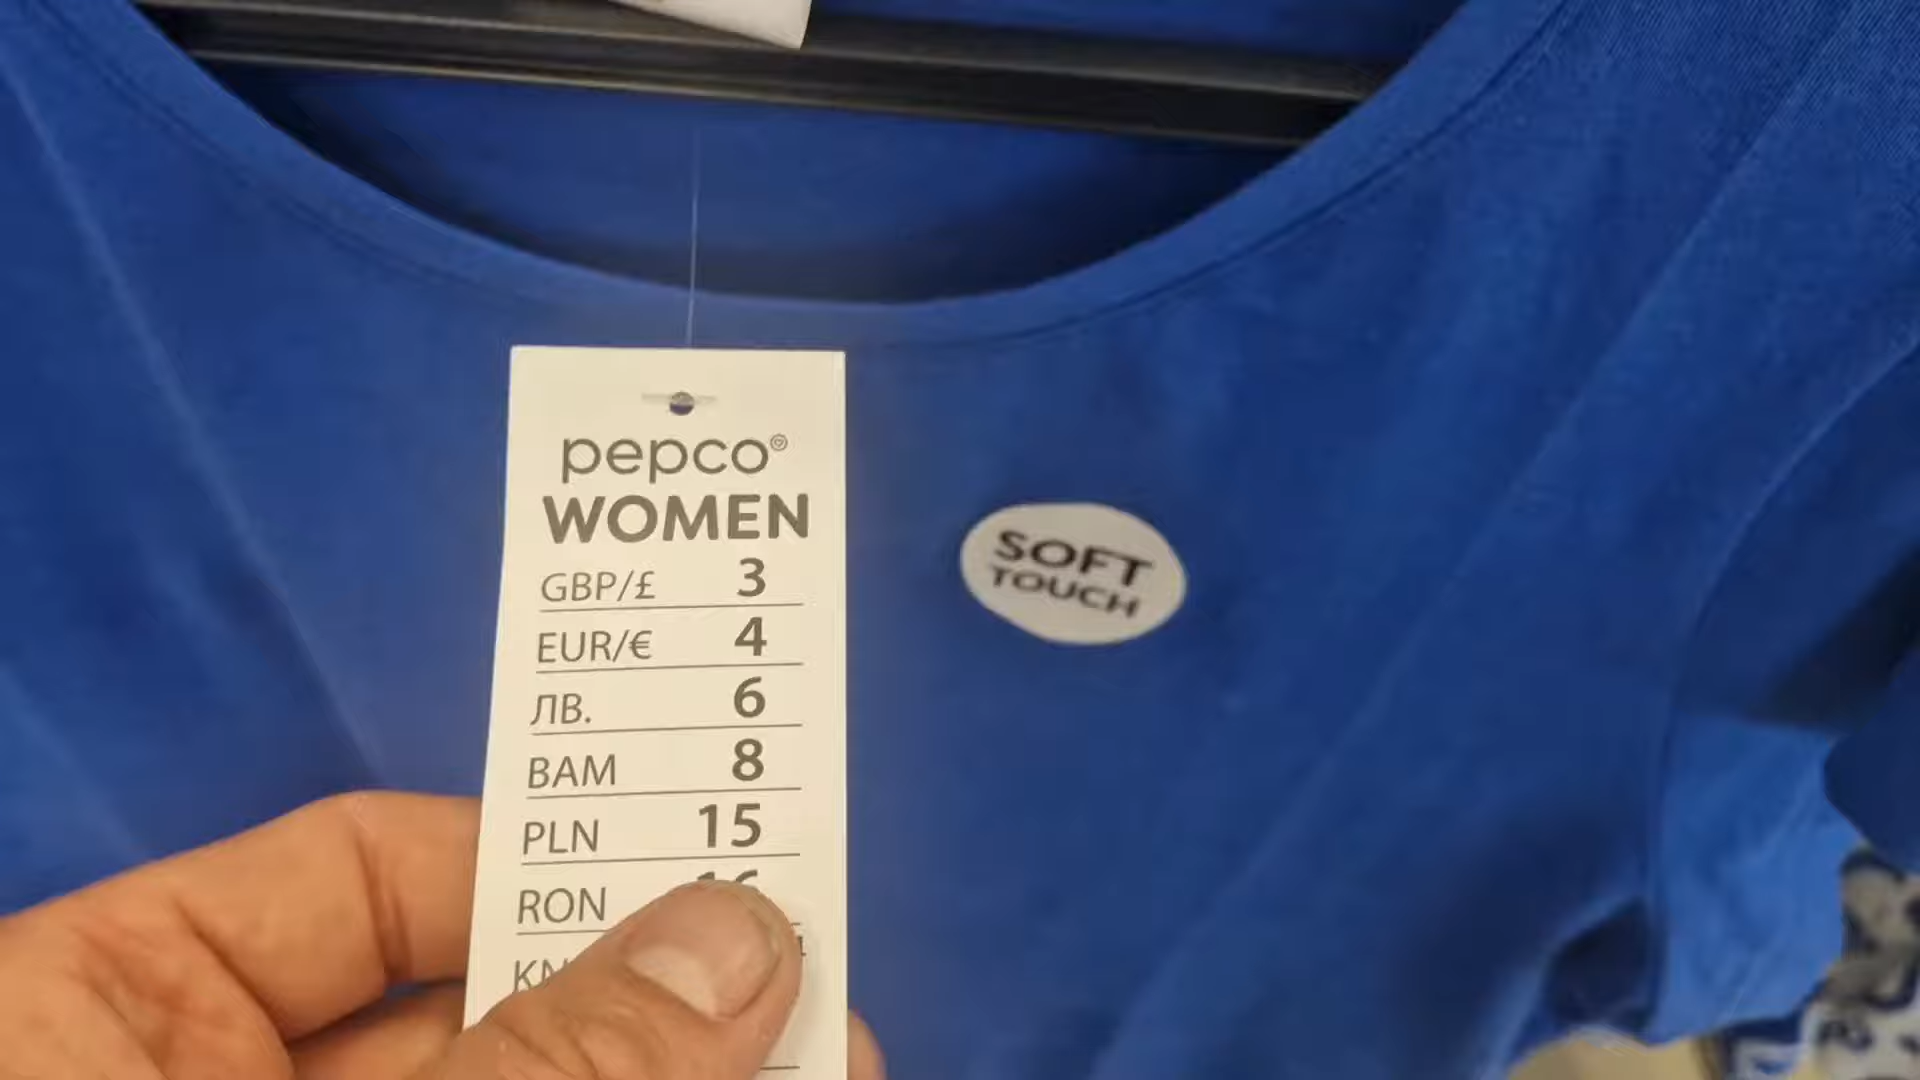 pepco
WOMEN
GBP/£ 3
EUR/€ 4
ЛВ. 6
BAM 8
PLN 15
RON
SOFT
TOUCH